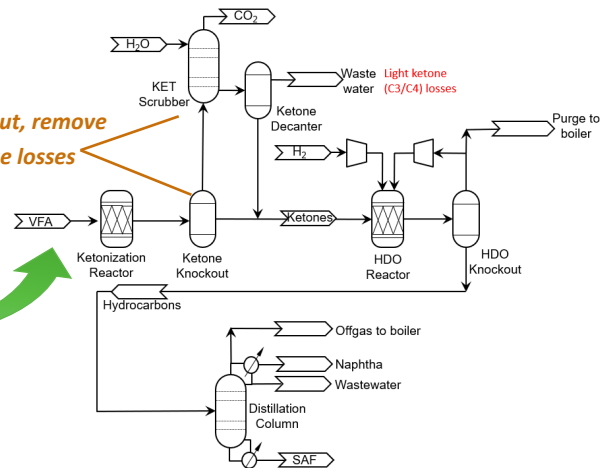 CO2
H2O
KET
Scrubber
Waste
water
Light ketone
(C3/C4) losses
Ketone
Decanter
ut, remove
e losses
H2
Purge to
boiler
VFA
Ketones
Ketonization
Reactor
Ketone
Knockout
HDO
Reactor
HDO
Knockout
Hydrocarbons
Offgas to boiler
Naphtha
Wastewater
Distillation
Column
SAF